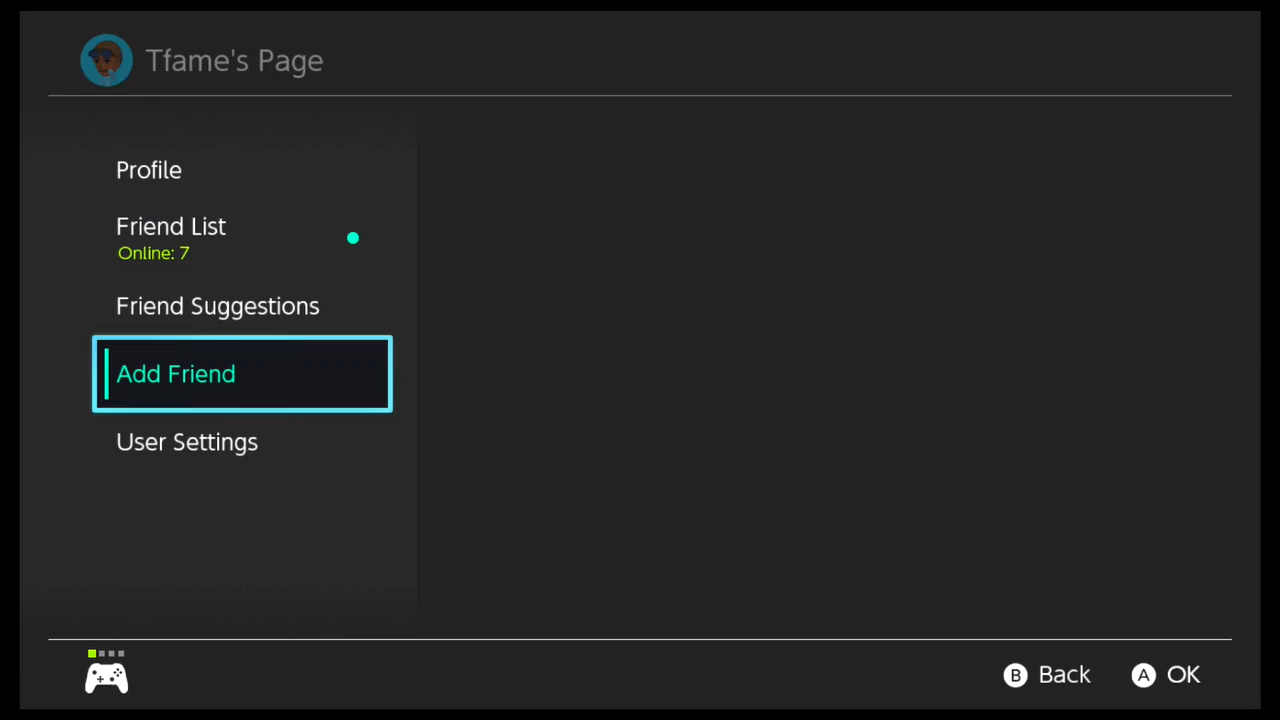 Tfame's Page
Profile
Friend List
Online: 7
Friend Suggestions
Add Friend
User Settings
B Back A OK